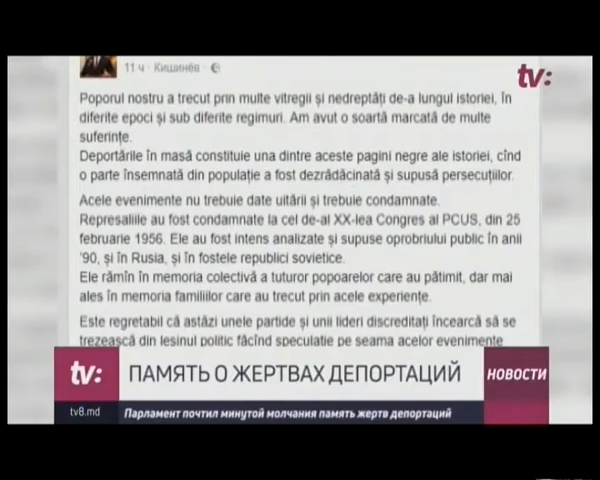 11 ч · Кишинёв ·
tv:
Poporul nostru a trecut prin multe vitregii și nedreptăți de-a lungul istoriei, în
diferite epoci și sub diferite regimuri. Am avut o soartă marcată de multe
suferințe.
Deportările în masă constituie una dintre aceste pagini negre ale istoriei, cînd
o parte însemnată din populație a fost dezrădăcinată și supusă persecuțiilor.
Acele evenimente nu trebuie date uitării și trebuie condamnate.
Represaliile au fost condamnate la cel de-al XX-lea Congres al PCUS, din 25
februarie 1956. Ele au fost intens analizate și supuse oprobriului public în anii
'90, și în Rusia, și în fostele republici sovietice.
Ele rămîn în memoria colectivă a tuturor popoarelor care au pătimit, dar mai
ales în memoria familiilor care au trecut prin acele experiențe.
Este regretabil că astăzi unele partide și unii lideri discreditați încearcă să se
trezească din leșinul politic făcînd speculație pe seama acelor evenimente
tv:
ПАМЯТЬ О ЖЕРТВАХ ДЕПОРТАЦИЙ
НОВОСТИ
tv8.md
Парламент почтил минутой молчания память жертв депортаций